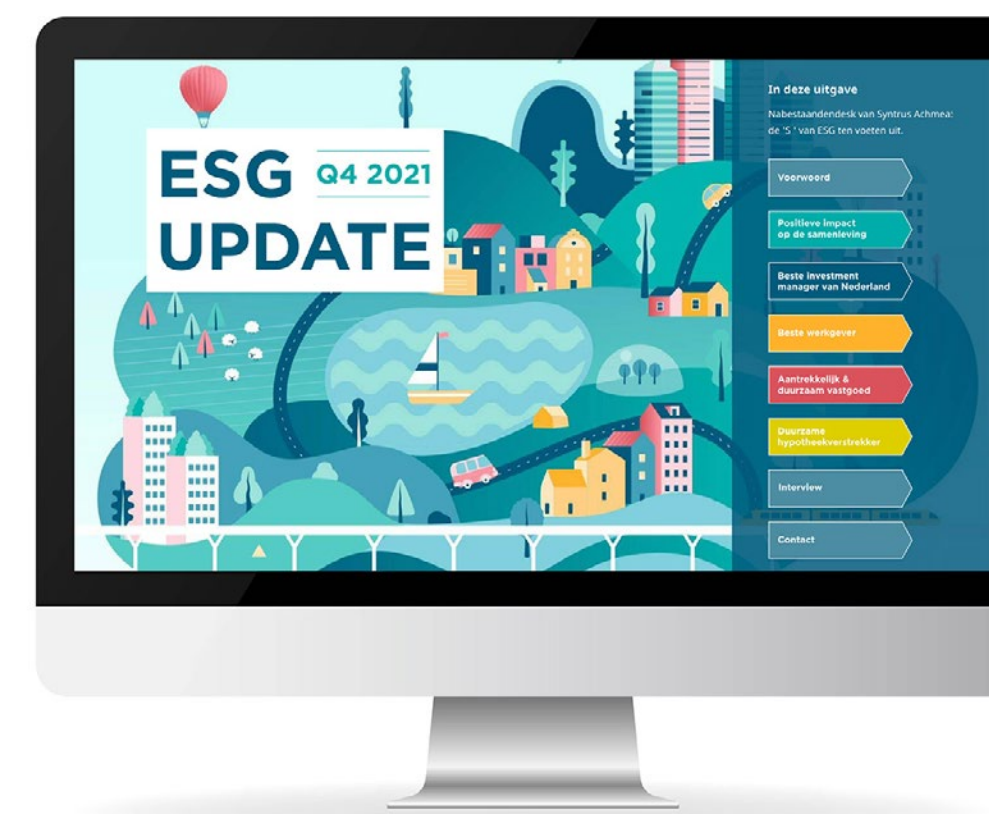 ESG Q4 2021
UPDATE
In deze uitgave
Nabestaandendesk van Syntrus Achmea:
de 'S ' van ESG ten voeten uit.
Voorwoord
Positieve impact
op de samenleving
Beste investment
manager van Nederland
Beste werkgever
Aantrekkelijk &
duurzaam vastgoed
Duurzame
hypotheekverstrekker
Interview
Contact